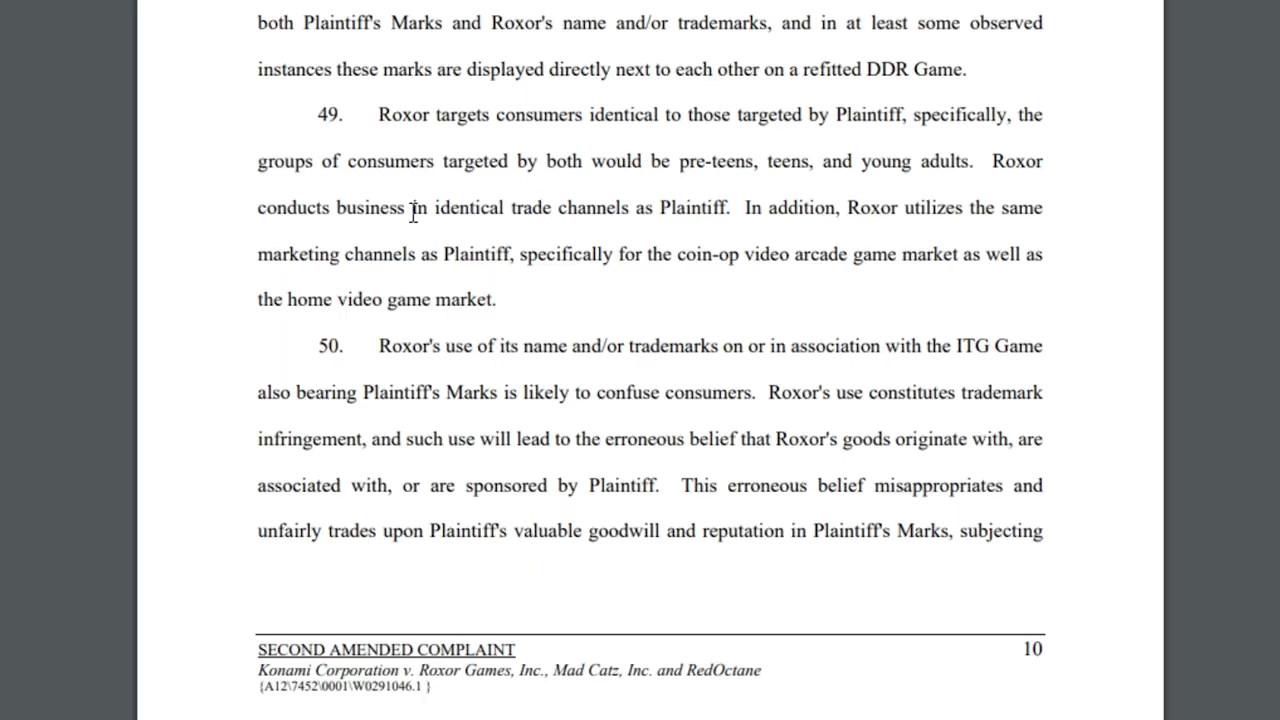 both Plaintiff's Marks and Roxor's name and/or trademarks, and in at least some observed
instances these marks are displayed directly next to each other on a refitted DDR Game.
49. Roxor targets consumers identical to those targeted by Plaintiff, specifically, the
groups of consumers targeted by both would be pre-teens, teens, and young adults. Roxor
conducts business in identical trade channels as Plaintiff. In addition, Roxor utilizes the same
marketing channels as Plaintiff, specifically for the coin-op video arcade game market as well as
the home video game market.
50. Roxor's use of its name and/or trademarks on or in association with the ITG Game
also bearing Plaintiff's Marks is likely to confuse consumers. Roxor's use constitutes trademark
infringement, and such use will lead to the erroneous belief that Roxor's goods originate with, are
associated with, or are sponsored by Plaintiff. This erroneous belief misappropriates and
unfairly trades upon Plaintiff's valuable goodwill and reputation in Plaintiff's Marks, subjecting
SECOND AMENDED COMPLAINT 10
Konami Corporation v. Roxor Games, Inc., Mad Catz, Inc. and RedOctane
{A12\7452\0001\W0291046.1 }